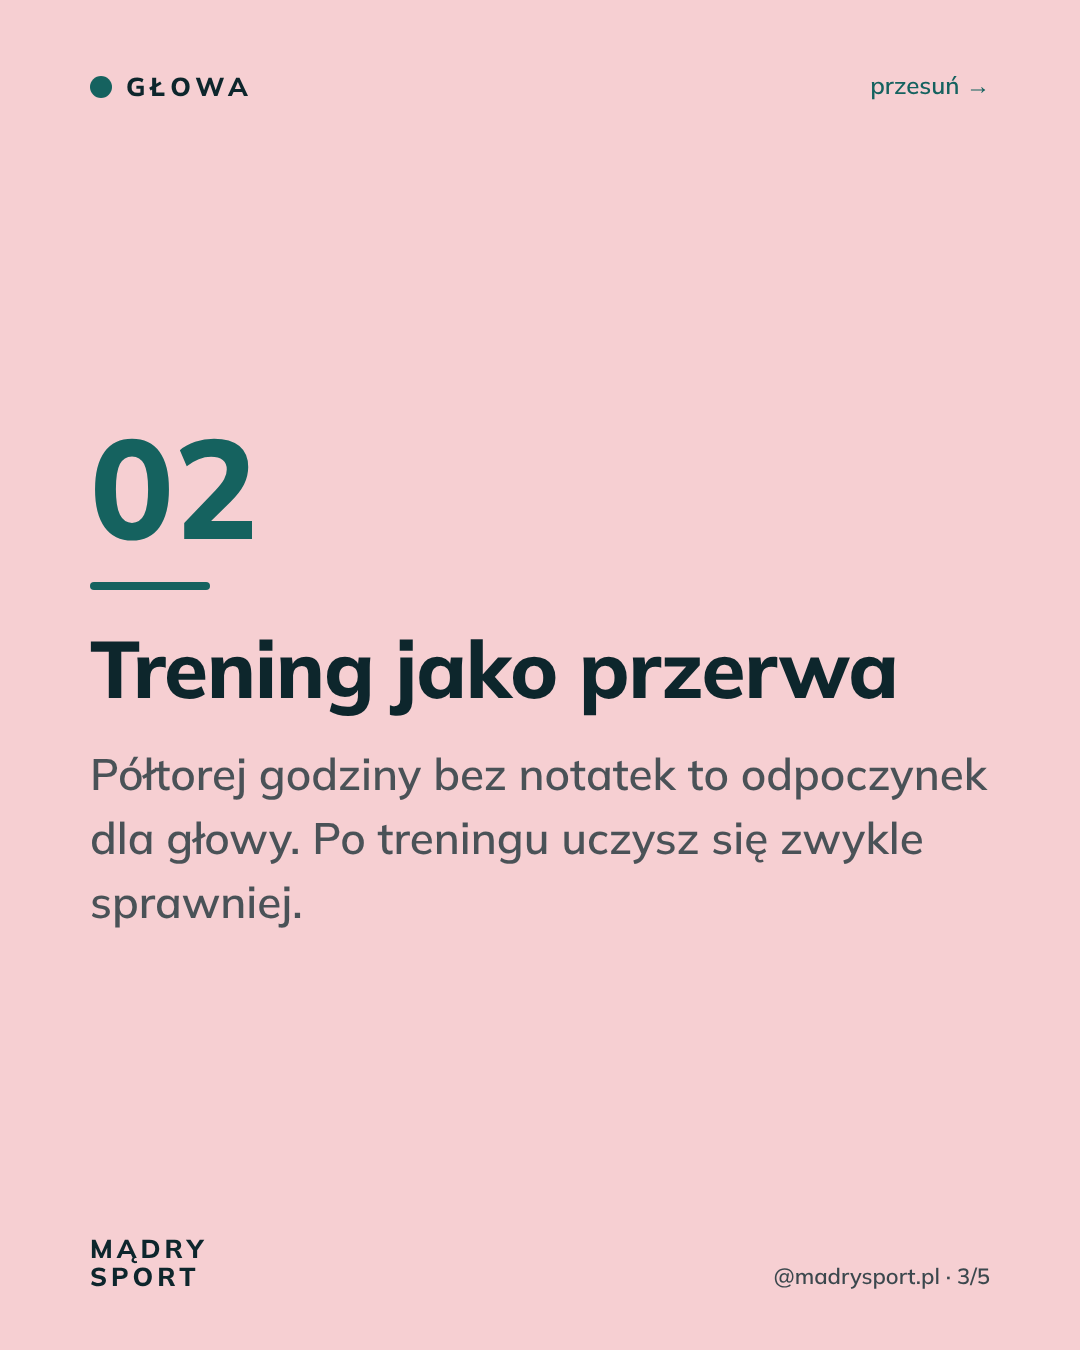 GŁOWA
przesuń →
02
Trening jako przerwa
Półtorej godziny bez notatek to odpoczynek
dla głowy. Po treningu uczysz się zwykle
sprawniej.
MĄDRY
SPORT
@madrysport.pl · 3/5